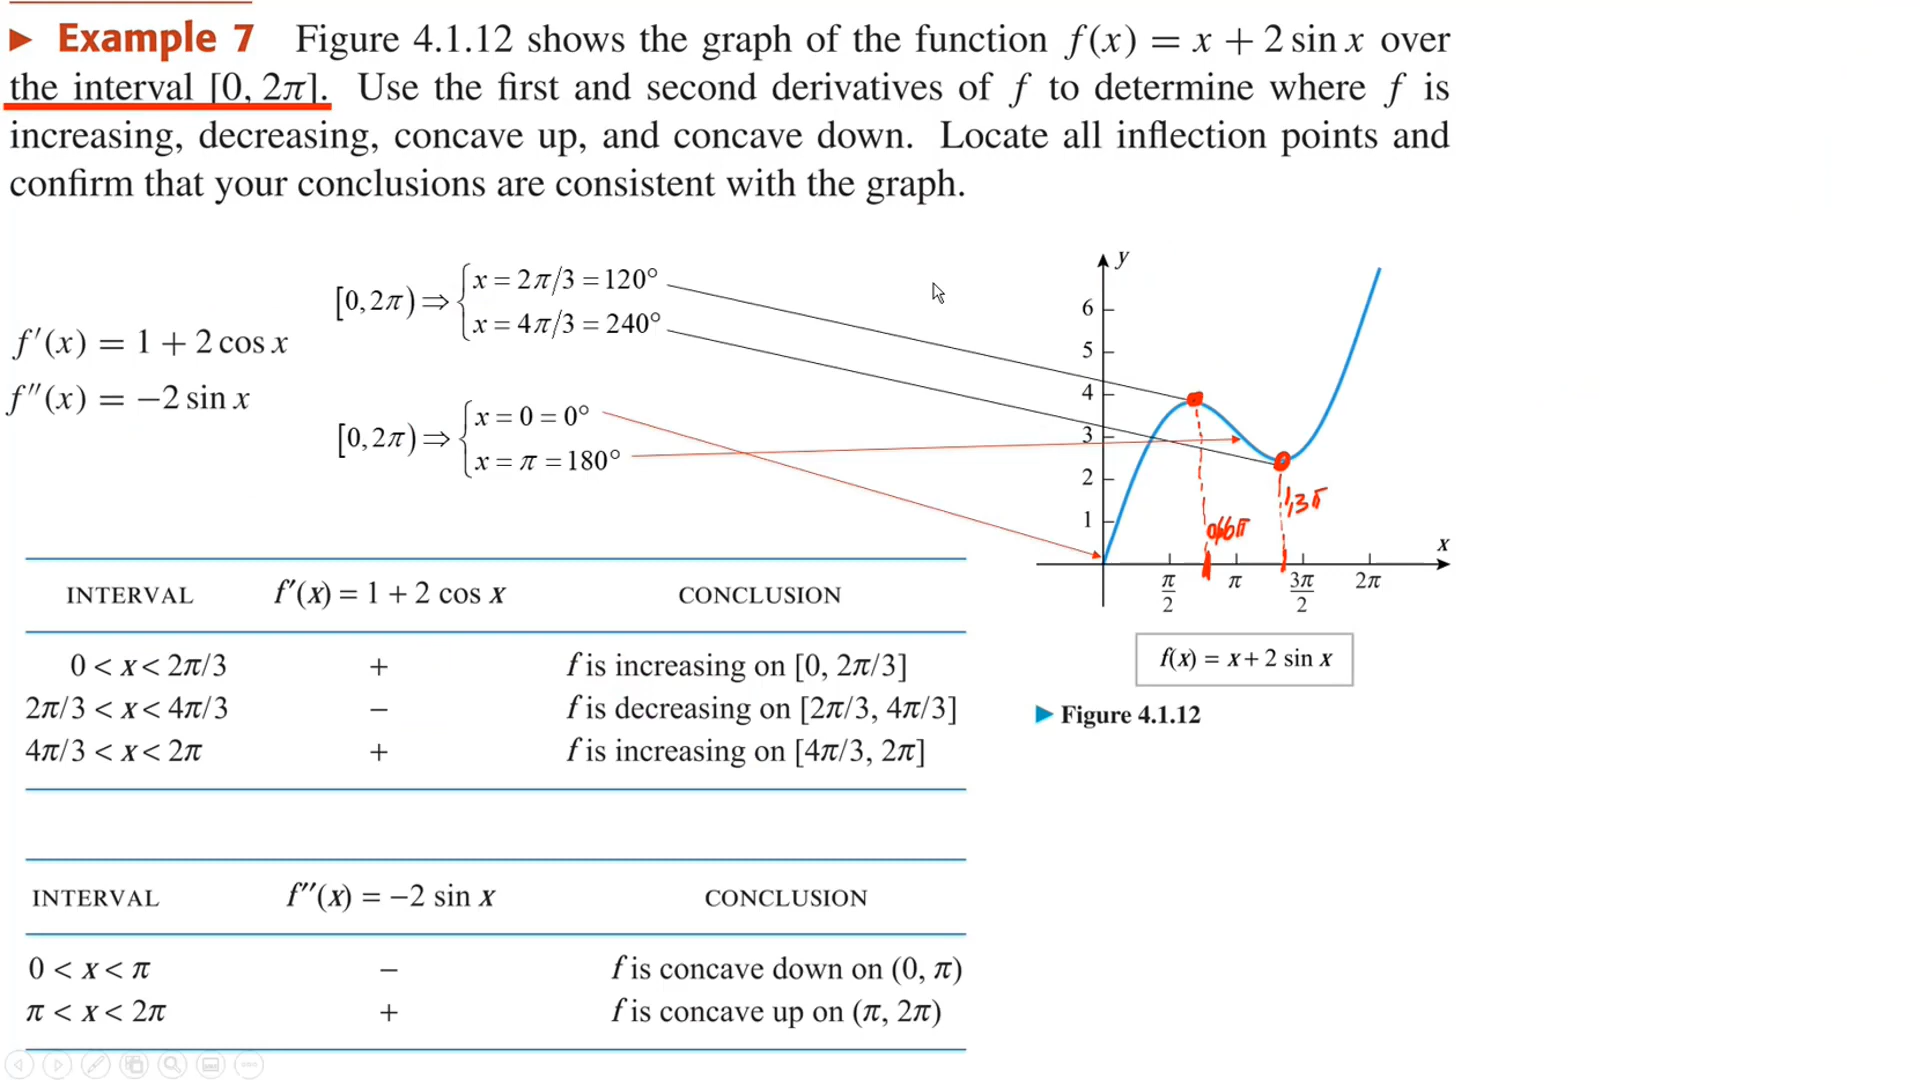 ► Example 7 Figure 4.1.12 shows the graph of the function f(x) = x + 2 sin x over
the interval [0, 2π]. Use the first and second derivatives of f to determine where f is
increasing, decreasing, concave up, and concave down. Locate all inflection points and
confirm that your conclusions are consistent with the graph.
f′(x) = 1 + 2 cos x
f″(x) = −2 sin x
[0,2π) ⇒ { x = 2π/3 = 120°
x = 4π/3 = 240°
[0,2π) ⇒ { x = 0 = 0°
x = π = 180°
y
6
5
4
3
2
1
x
π/2 π 3π/2 2π
0,66π
1,3π
f(x) = x + 2 sin x
► Figure 4.1.12
INTERVAL f′(x) = 1 + 2 cos x CONCLUSION
0 < x < 2π/3 + f is increasing on [0, 2π/3]
2π/3 < x < 4π/3 − f is decreasing on [2π/3, 4π/3]
4π/3 < x < 2π + f is increasing on [4π/3, 2π]
INTERVAL f″(x) = −2 sin x CONCLUSION
0 < x < π − f is concave down on (0, π)
π < x < 2π + f is concave up on (π, 2π)